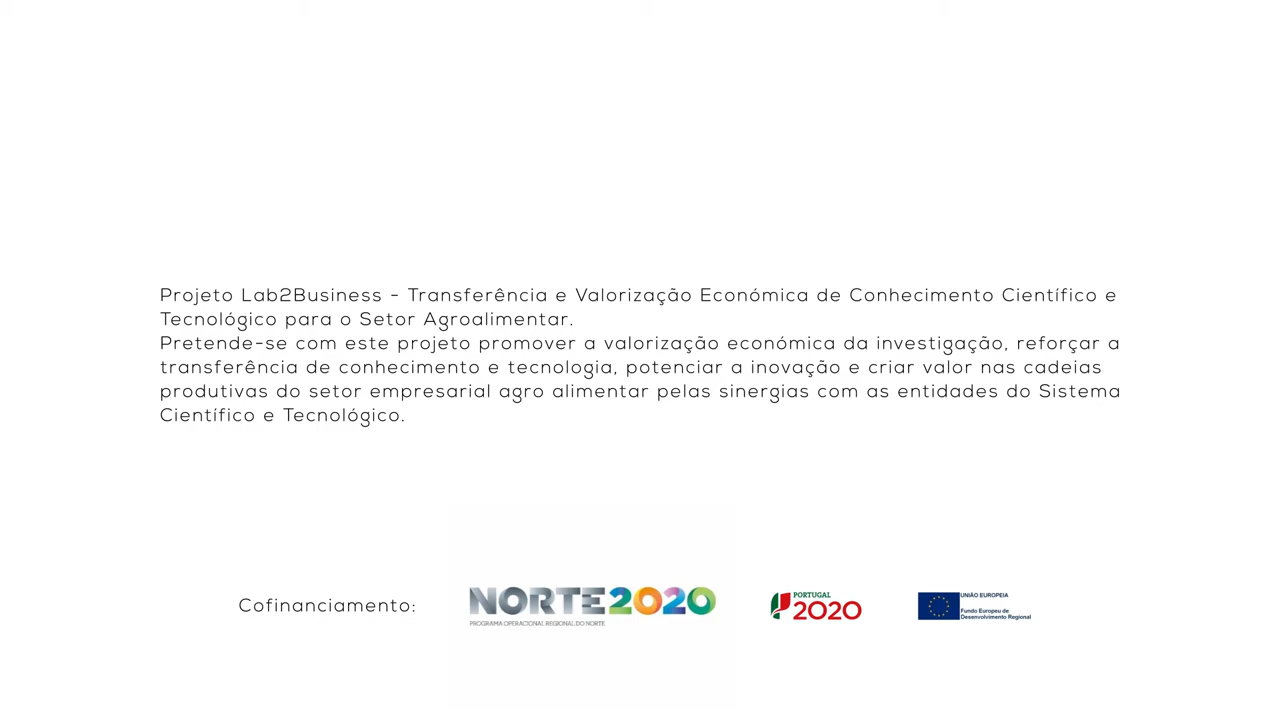 Projeto Lab2Business - Transferência e Valorização Económica de Conhecimento Científico e
Tecnológico para o Setor Agroalimentar.
Pretende-se com este projeto promover a valorização económica da investigação, reforçar a
transferência de conhecimento e tecnologia, potenciar a inovação e criar valor nas cadeias
produtivas do setor empresarial agro alimentar pelas sinergias com as entidades do Sistema
Científico e Tecnológico.
Cofinanciamento:
NORTE2020
PROGRAMA OPERACIONAL REGIONAL DO NORTE
PORTUGAL
2020
UNIÃO EUROPEIA
Fundo Europeu de
Desenvolvimento Regional